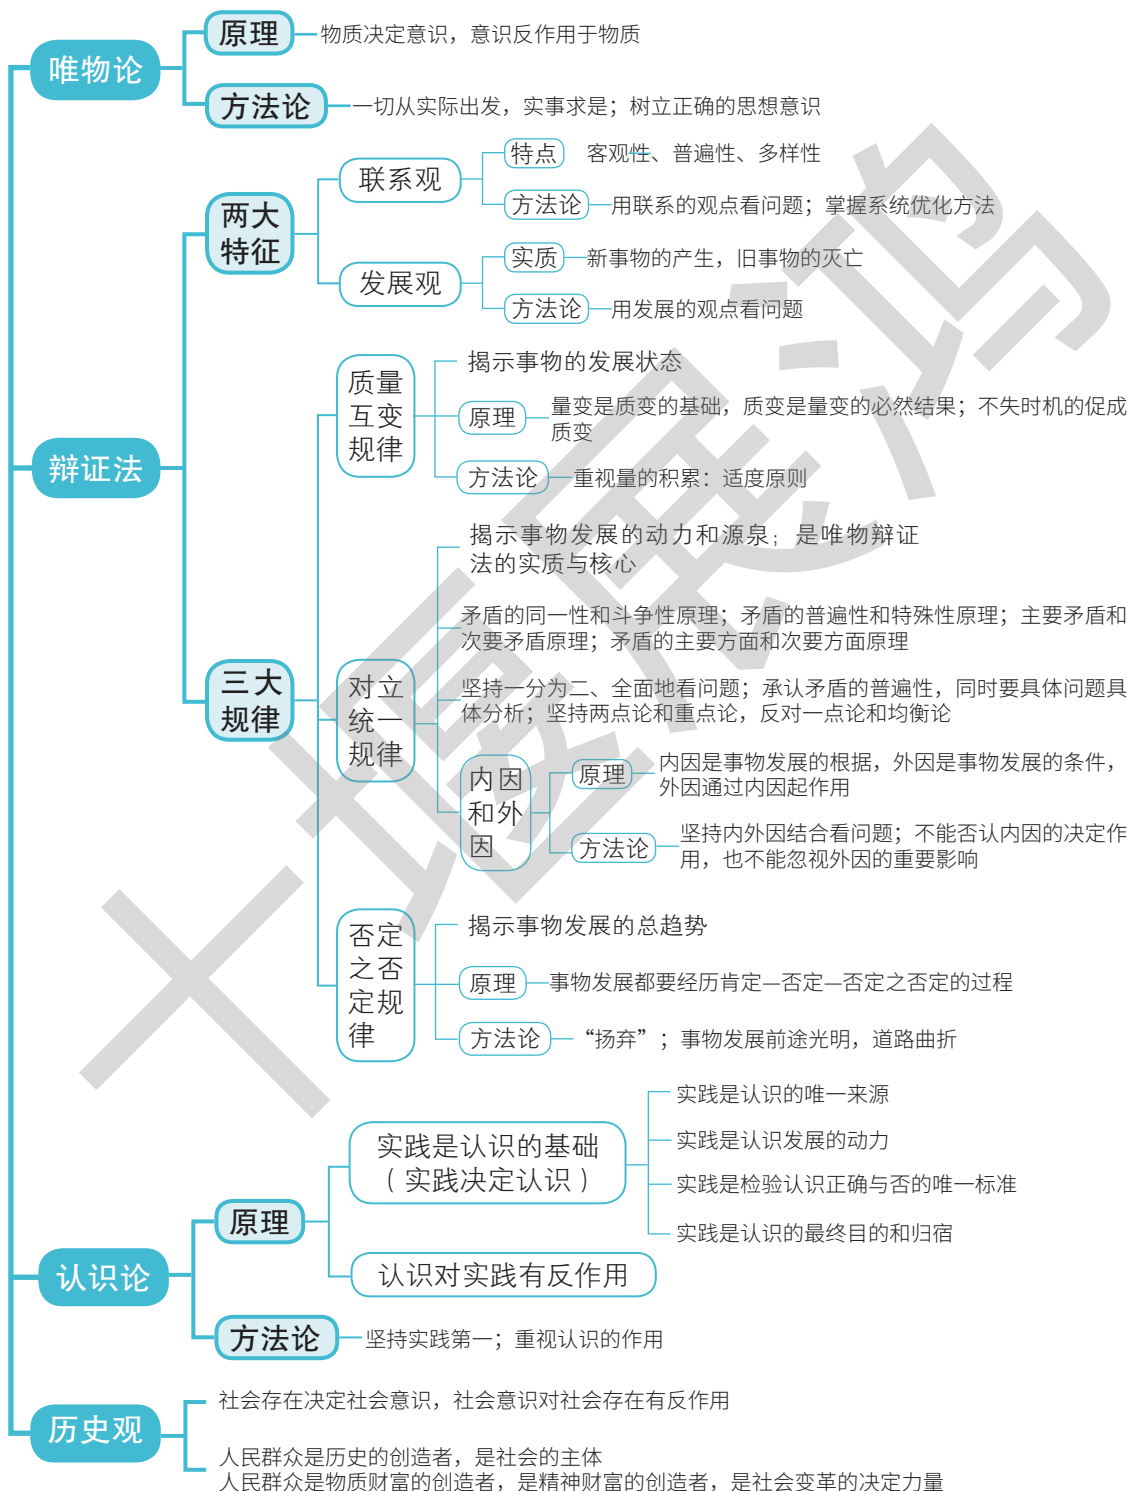 唯物论
原理
物质决定意识，意识反作用于物质
方法论
一切从实际出发，实事求是；树立正确的思想意识
辩证法
两大
特征
联系观
特点
客观性、普遍性、多样性
方法论
用联系的观点看问题；掌握系统优化方法
发展观
实质
新事物的产生，旧事物的灭亡
方法论
用发展的观点看问题
三大
规律
质量
互变
规律
揭示事物的发展状态
原理
量变是质变的基础，质变是量变的必然结果；不失时机的促成
质变
方法论
重视量的积累：适度原则
对立
统一
规律
揭示事物发展的动力和源泉；是唯物辩证
法的实质与核心
矛盾的同一性和斗争性原理；矛盾的普遍性和特殊性原理；主要矛盾和
次要矛盾原理；矛盾的主要方面和次要方面原理
坚持一分为二、全面地看问题；承认矛盾的普遍性，同时要具体问题具
体分析；坚持两点论和重点论，反对一点论和均衡论
内因
和外
因
原理
内因是事物发展的根据，外因是事物发展的条件，
外因通过内因起作用
方法论
坚持内外因结合看问题；不能否认内因的决定作
用，也不能忽视外因的重要影响
否定
之否
定规
律
揭示事物发展的总趋势
原理
事物发展都要经历肯定—否定—否定之否定的过程
方法论
“扬弃”；事物发展前途光明，道路曲折
认识论
原理
实践是认识的基础
（实践决定认识）
实践是认识的唯一来源
实践是认识发展的动力
实践是检验认识正确与否的唯一标准
实践是认识的最终目的和归宿
认识对实践有反作用
方法论
坚持实践第一；重视认识的作用
历史观
社会存在决定社会意识，社会意识对社会存在有反作用
人民群众是历史的创造者，是社会的主体
人民群众是物质财富的创造者，是精神财富的创造者，是社会变革的决定力量
十堰展鸿